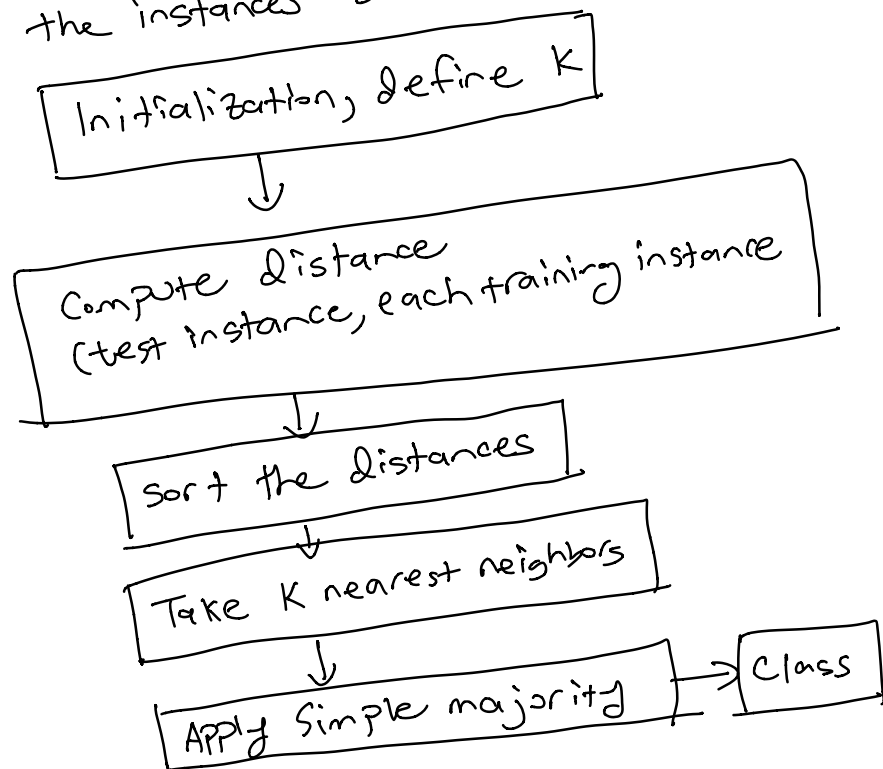 the instances
Initialization, define K
Compute distance
(test instance, each training instance
Sort the distances
Take K nearest neighbors
Apply Simple majority
Class